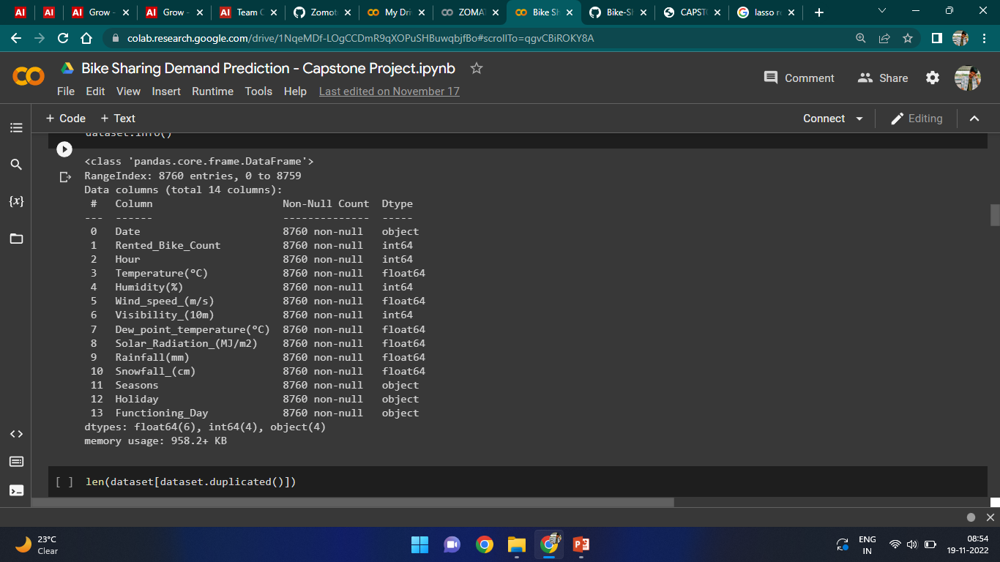 AI
AI
AI Grow -
AI Grow -
AI Team C
Zomot
My Dri
ZOMA
Bike Sh
Bike-S
CAPST
lasso re
colab.research.google.com/drive/1NqeMDf-LOgCCDmR9qXOPuSHBuwqbjfBo#scrollTo=qgvCBiROKY8A
Bike Sharing Demand Prediction - Capstone Project.ipynb
Comment
Share
File Edit View Insert Runtime Tools Help Last edited on November 17
+ Code + Text
Connect
Editing
dataset.info()
<class 'pandas.core.frame.DataFrame'>
RangeIndex: 8760 entries, 0 to 8759
Data columns (total 14 columns):
# Column Non-Null Count Dtype
--- ------ -------------- -----
0 Date 8760 non-null object
1 Rented_Bike_Count 8760 non-null int64
2 Hour 8760 non-null int64
3 Temperature(°C) 8760 non-null float64
4 Humidity(%) 8760 non-null int64
5 Wind_speed_(m/s) 8760 non-null float64
6 Visibility_(10m) 8760 non-null int64
7 Dew_point_temperature(°C) 8760 non-null float64
8 Solar_Radiation_(MJ/m2) 8760 non-null float64
9 Rainfall(mm) 8760 non-null float64
10 Snowfall_(cm) 8760 non-null float64
11 Seasons 8760 non-null object
12 Holiday 8760 non-null object
13 Functioning_Day 8760 non-null object
dtypes: float64(6), int64(4), object(4)
memory usage: 958.2+ KB
[ ] len(dataset[dataset.duplicated()])
23°C
Clear
ENG
IN
08:54
19-11-2022